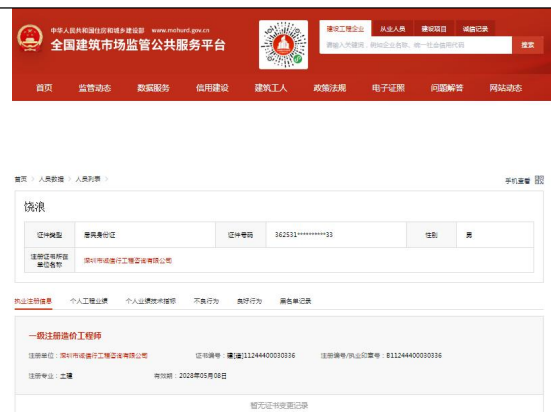 中华人民共和国住房和城乡建设部 www.mohurd.gov.cn
全国建筑市场监管公共服务平台
建设工程企业 从业人员 建设项目 诚信记录
请输入关键词，例如企业名称、统一社会信用代码 搜索
首页 监管动态 数据服务 信用建设 建筑工人 政策法规 电子证照 问题解答 网站动态
首页 > 人员数据 > 人员列表 >
手机查看
饶浪
证件类型 居民身份证 证件号码 362531**********33 性别 男
注册证书所在单位名称 深圳市诚信行工程咨询有限公司
执业注册信息 个人工程业绩 个人业绩技术指标 不良行为 良好行为 黑名单记录
一级注册造价工程师
注册单位：深圳市诚信行工程咨询有限公司 证书编号：建[造]11244400030336 注册编号/执业印章号：B11244400030336
注册专业：土建 有效期：2028年05月08日
暂无证书变更记录